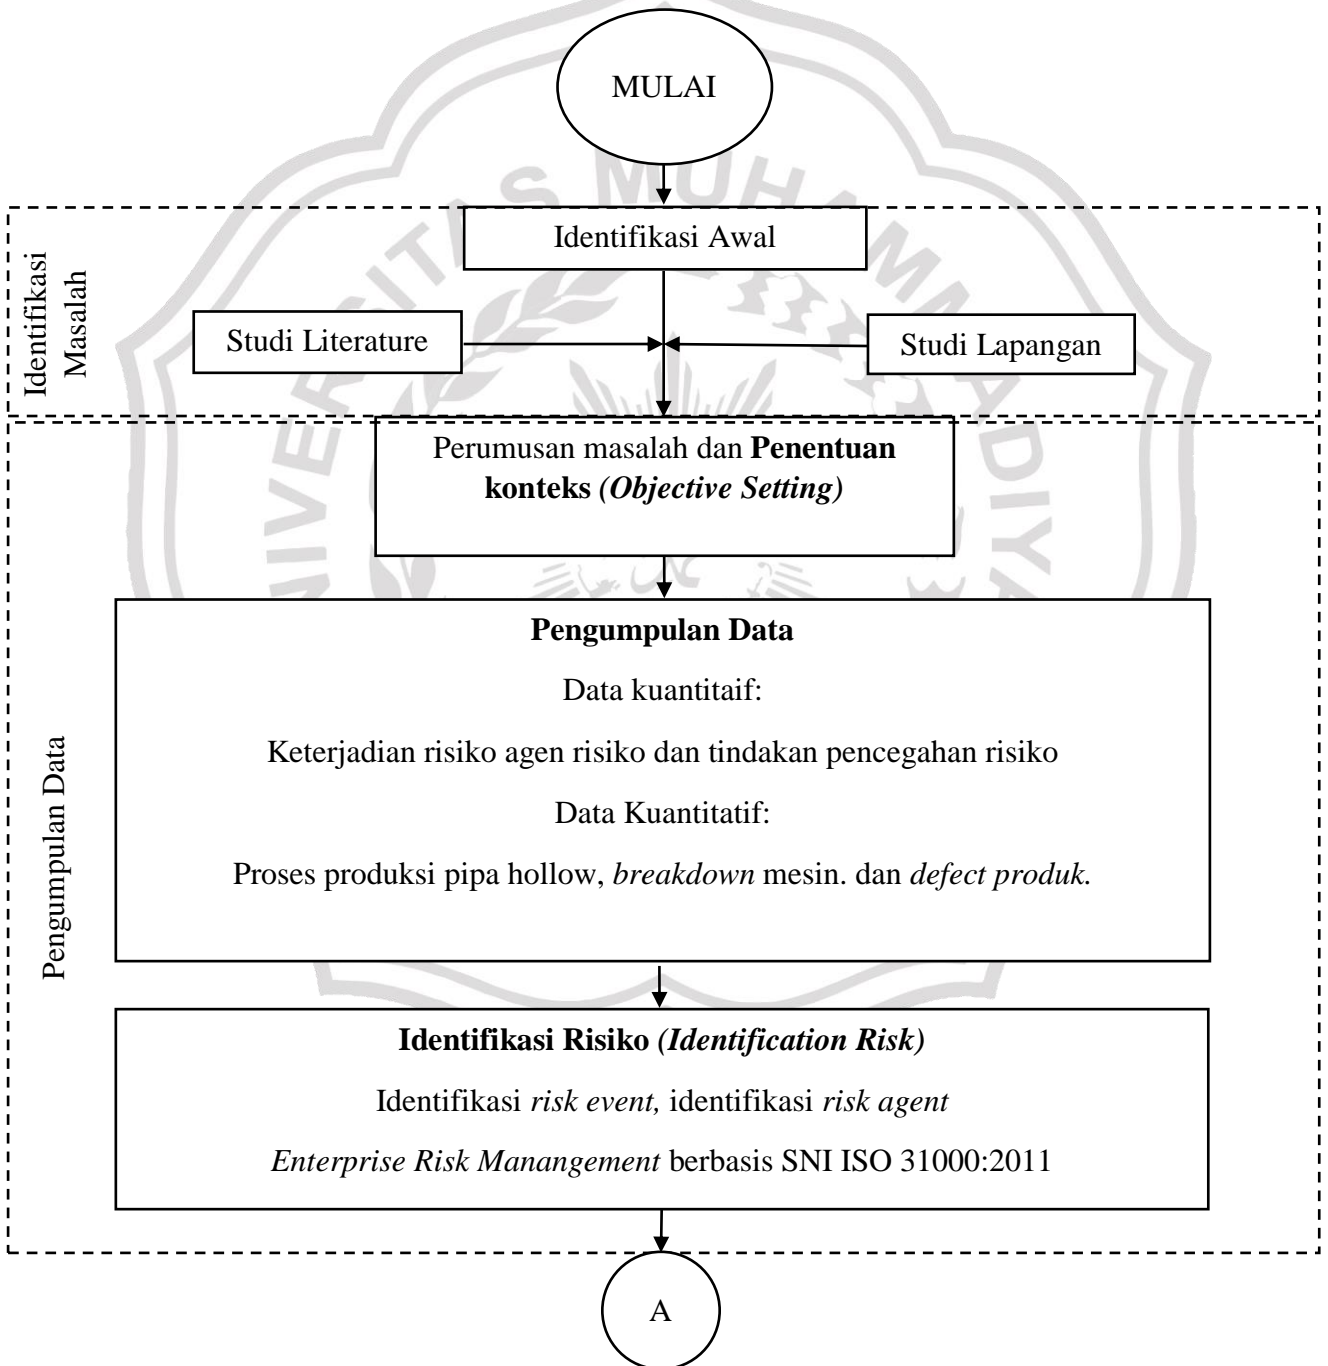 MULAI
UNIVERSITAS MUHAMMADIYA
Identifikasi
Masalah
Identifikasi Awal
Studi Literature
Studi Lapangan
Pengumpulan Data
Perumusan masalah dan Penentuan
konteks (Objective Setting)
Pengumpulan Data
Data kuantitaif:
Keterjadian risiko agen risiko dan tindakan pencegahan risiko
Data Kuantitatif:
Proses produksi pipa hollow, breakdown mesin. dan defect produk.
Identifikasi Risiko (Identification Risk)
Identifikasi risk event, identifikasi risk agent
Enterprise Risk Manangement berbasis SNI ISO 31000:2011
A